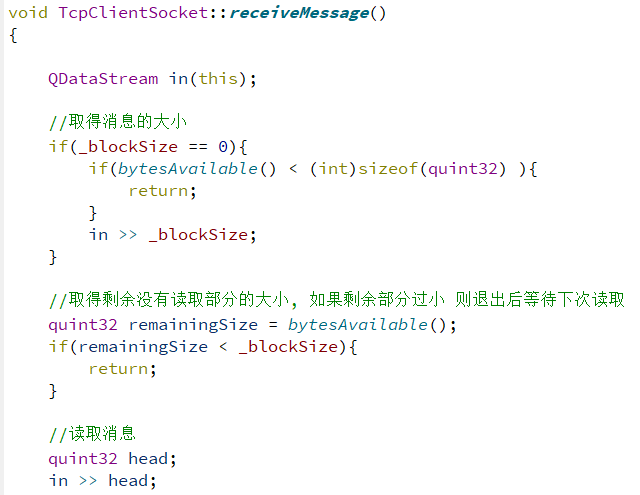 void TcpClientSocket::receiveMessage()
{
QDataStream in(this);
//取得消息的大小
if(_blockSize == 0){
if(bytesAvailable() < (int)sizeof(quint32) ){
return;
}
in >> _blockSize;
}
//取得剩余没有读取部分的大小, 如果剩余部分过小 则退出后等待下次读取
quint32 remainingSize = bytesAvailable();
if(remainingSize < _blockSize){
return;
}
//读取消息
quint32 head;
in >> head;